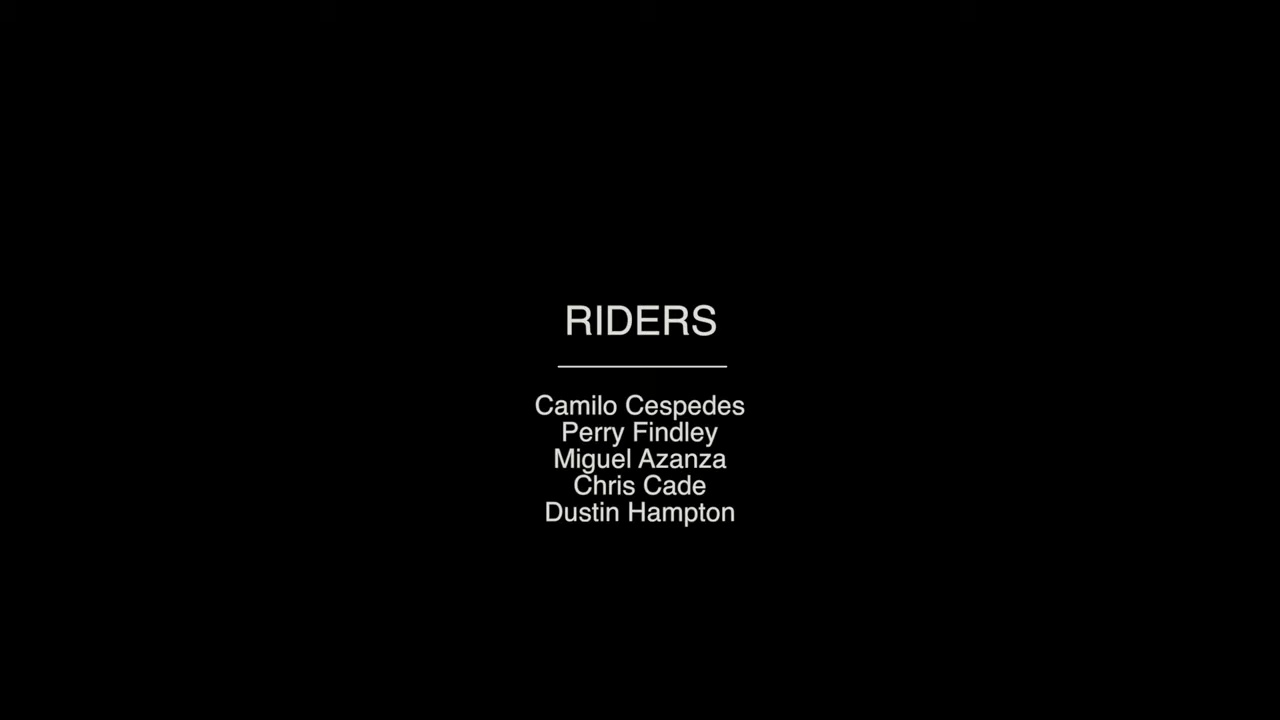 RIDERS
Camilo Cespedes
Perry Findley
Miguel Azanza
Chris Cade
Dustin Hampton